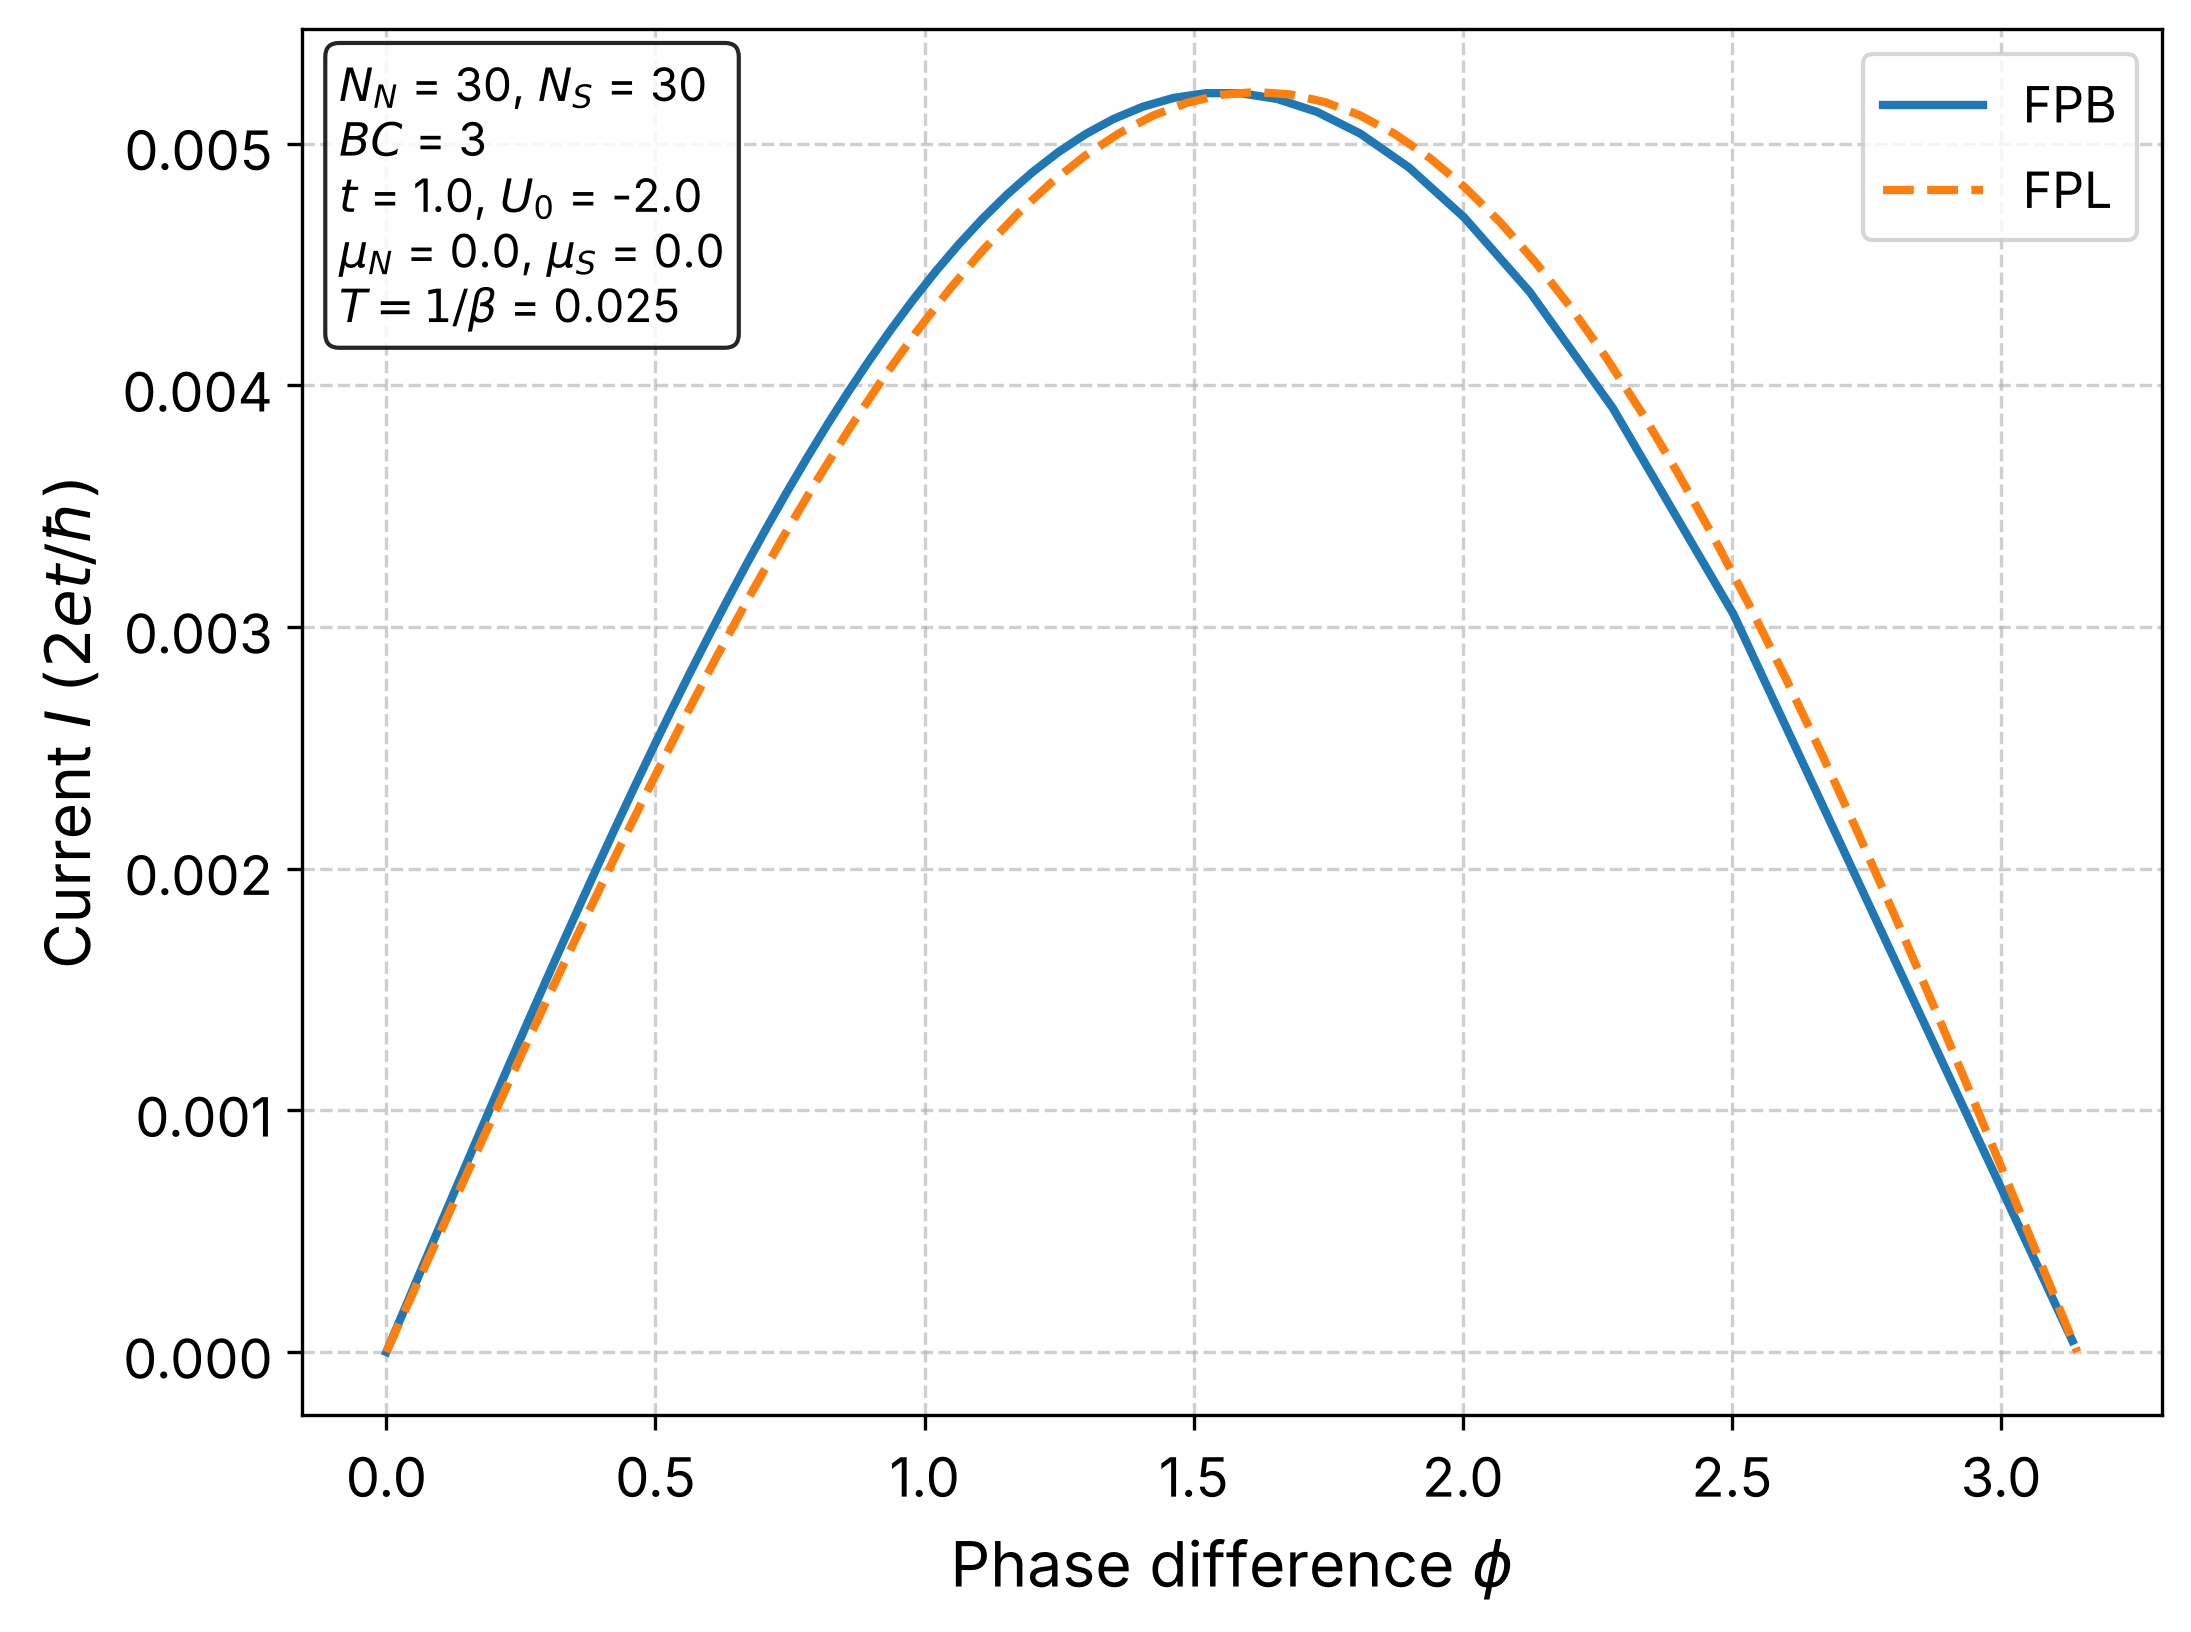 N_N = 30, N_S = 30
BC = 3
t = 1.0, U_0 = -2.0
μ_N = 0.0, μ_S = 0.0
T = 1/β = 0.025
FPB
FPL
0.005
0.004
0.003
0.002
0.001
0.000
Current I (2et/ħ)
0.0 0.5 1.0 1.5 2.0 2.5 3.0
Phase difference ϕ